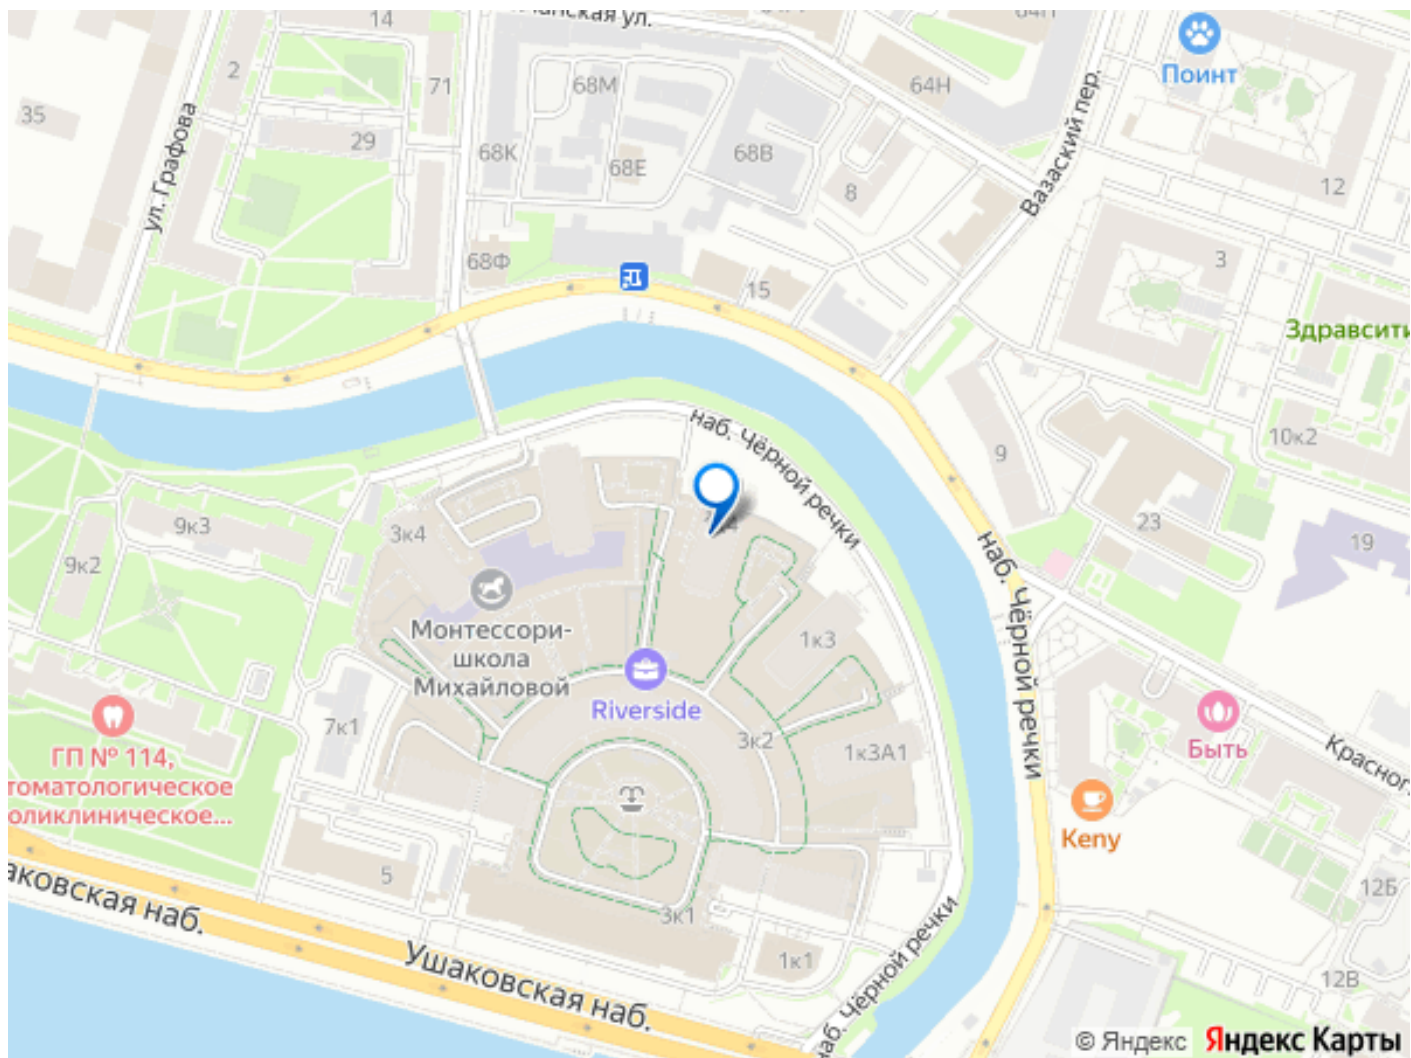 14
64Н
2
71
68М
64Н
Поинт
35
29
68К
68Е
68В
8
12
ул. Графова
Вазаский пер.
68Ф
15
3
Здравсити
наб. Чёрной речки
9
10к2
9к3
3к4
23
19
9к2
наб. Чёрной речки
Монтессори-
школа
Михайловой
1к3
Riverside
7к1
3к2
1к3А1
Быть
Красног
ГП № 114,
томатологическое
оликлиническое...
Keny
5
12Б
3к1
1к1
12В
аковская наб.
Ушаковская наб.
наб. Чёрной речки
© Яндекс Яндекс Карты